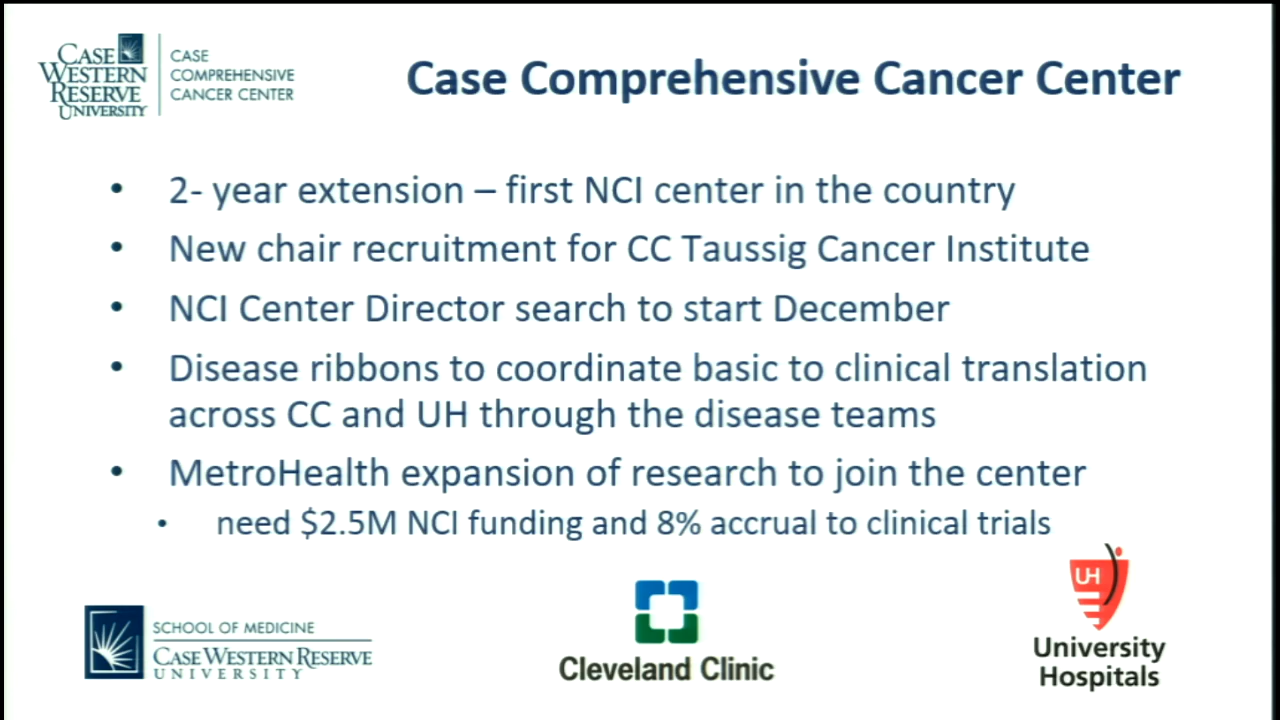 CASE
WESTERN
RESERVE
UNIVERSITY
CASE
COMPREHENSIVE
CANCER CENTER
Case Comprehensive Cancer Center
• 2- year extension – first NCI center in the country
• New chair recruitment for CC Taussig Cancer Institute
• NCI Center Director search to start December
• Disease ribbons to coordinate basic to clinical translation
across CC and UH through the disease teams
• MetroHealth expansion of research to join the center
• need $2.5M NCI funding and 8% accrual to clinical trials
SCHOOL OF MEDICINE
CASE WESTERN RESERVE
UNIVERSITY
Cleveland Clinic
UH
University
Hospitals